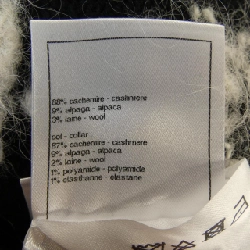 88% cachemire - cashmere
9% alpaga - alpaca
3% laine - wool
col - collar
87% cachemire - cashmere
9% alpaga - alpaca
2% laine - wool
1% polyamide - polyamide
1% elasthanne - elastane